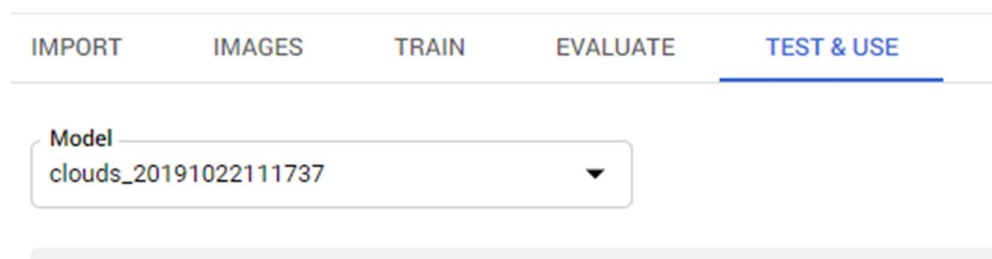 IMPORT IMAGES TRAIN EVALUATE TEST & USE
Model
clouds_20191022111737